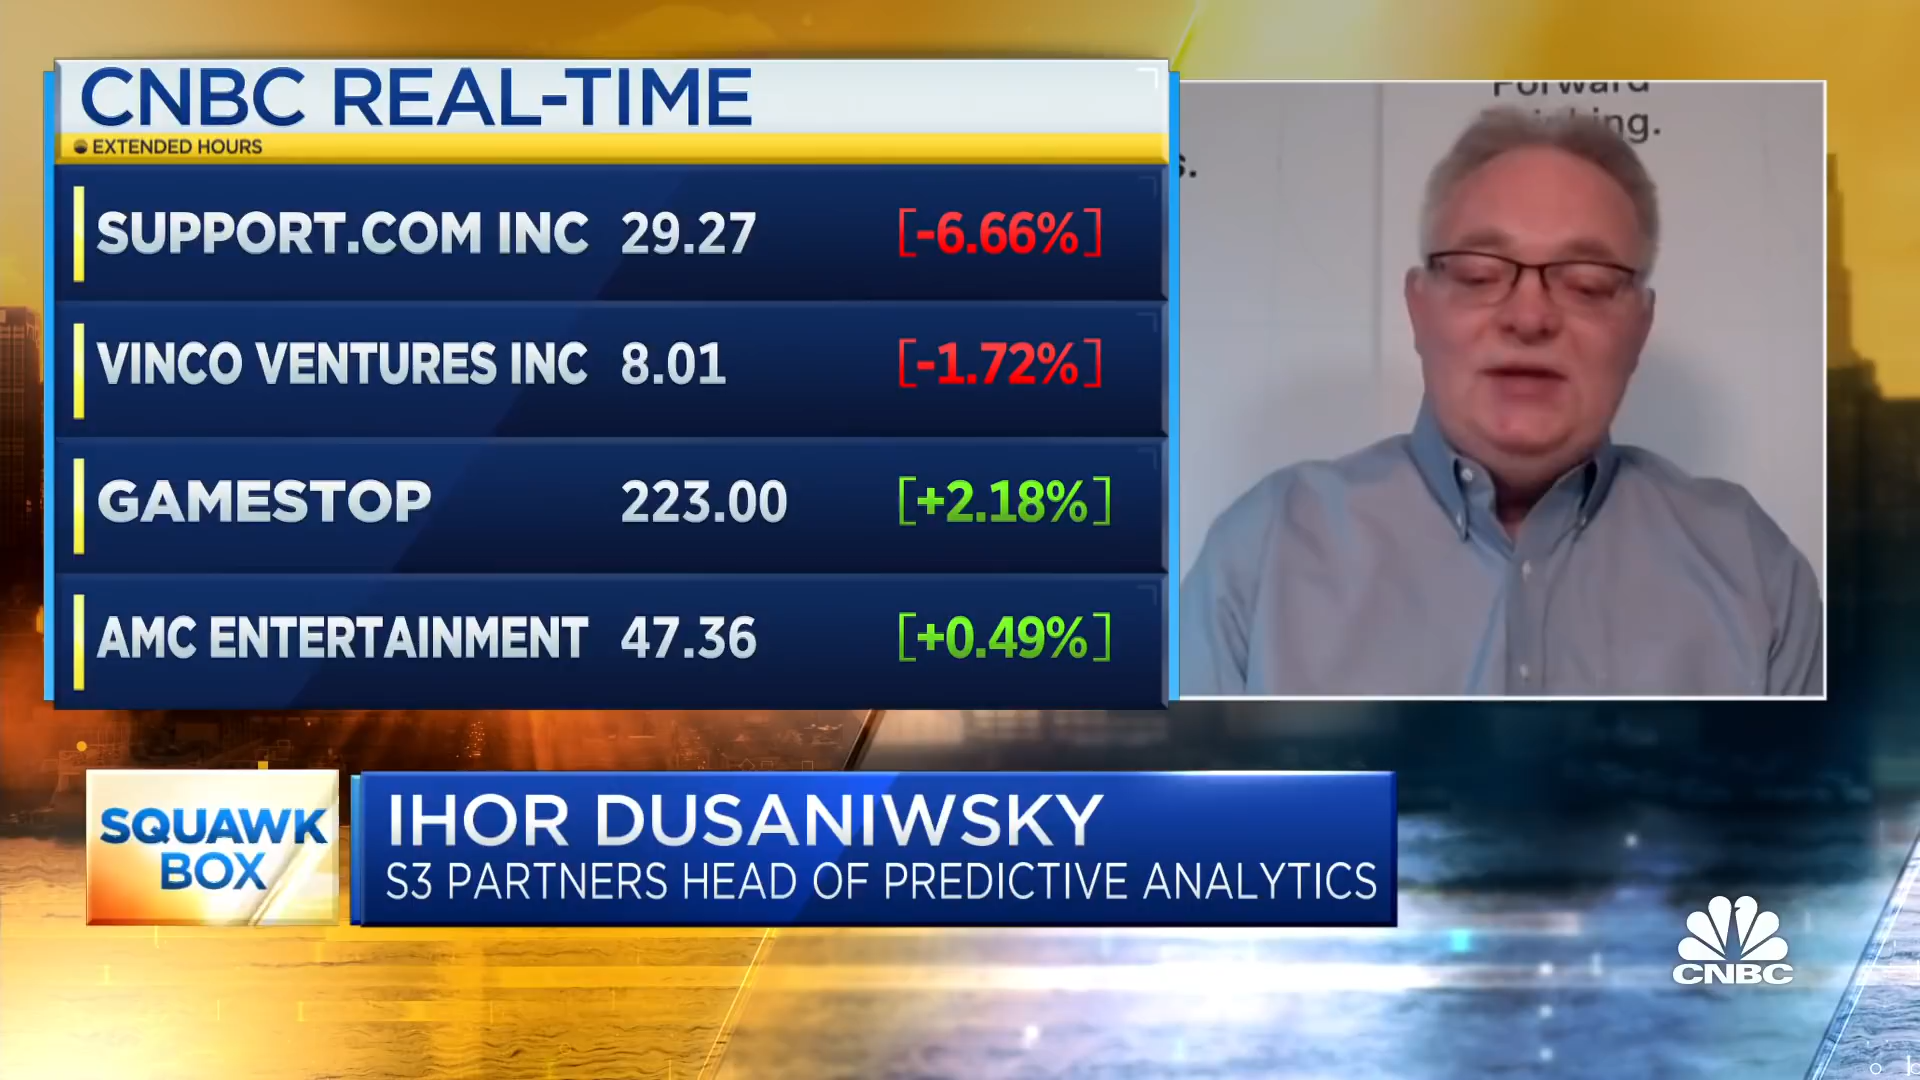 CNBC REAL-TIME
EXTENDED HOURS
SUPPORT.COM INC 29.27 [-6.66%]
VINCO VENTURES INC 8.01 [-1.72%]
GAMESTOP 223.00 [+2.18%]
AMC ENTERTAINMENT 47.36 [+0.49%]
Forward
Thinking.
s.
SQUAWK
BOX
IHOR DUSANIWSKY
S3 PARTNERS HEAD OF PREDICTIVE ANALYTICS
CNBC